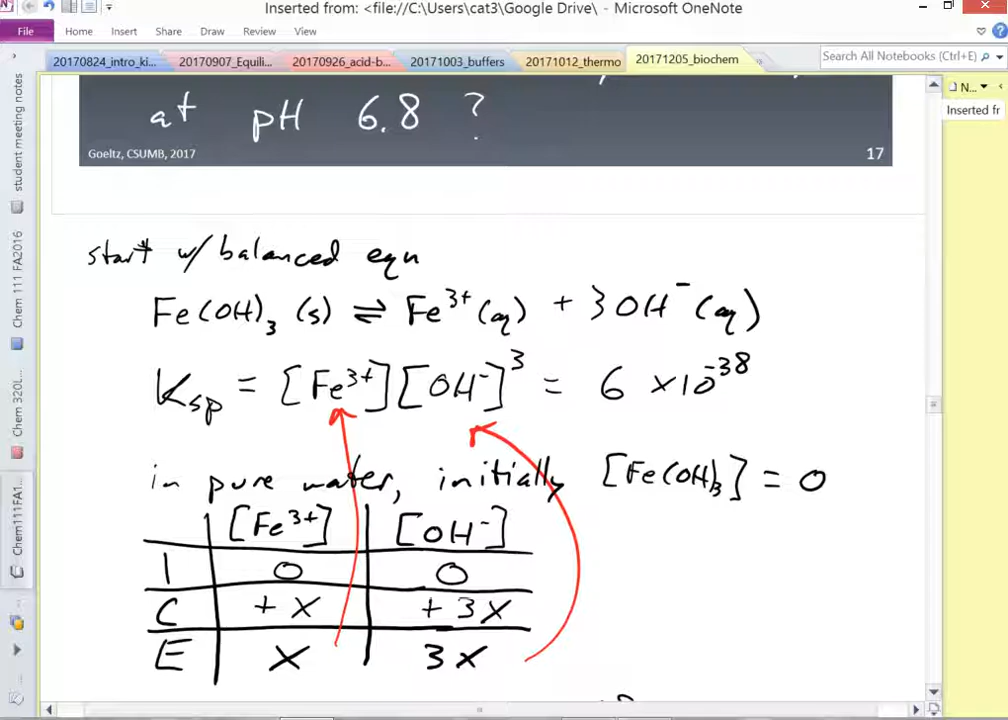 Inserted from: <file://C:\Users\cat3\Google Drive\ - Microsoft OneNote
File Home Insert Share Draw Review View
20170824_intro_ki... 20170907_Equili... 20170926_acid-b... 20171003_buffers 20171012_thermo 20171205_biochem
Search All Notebooks (Ctrl+E)
N...
Inserted fr
student meeting notes
Chem 111 FA2016
Chem 320L
Chem111FA1
at pH 6.8 ?
Goeltz, CSUMB, 2017
17
start w/ balanced eqn
Fe(OH)₃ (s) ⇌ Fe³⁺ (aq) + 3 OH⁻ (aq)
Ksp = [Fe³⁺][OH⁻]³ = 6 × 10⁻³⁸
in pure water, initially [Fe(OH)₃] = 0
[Fe³⁺] [OH⁻]
I 0 0
C + x + 3x
E x 3x